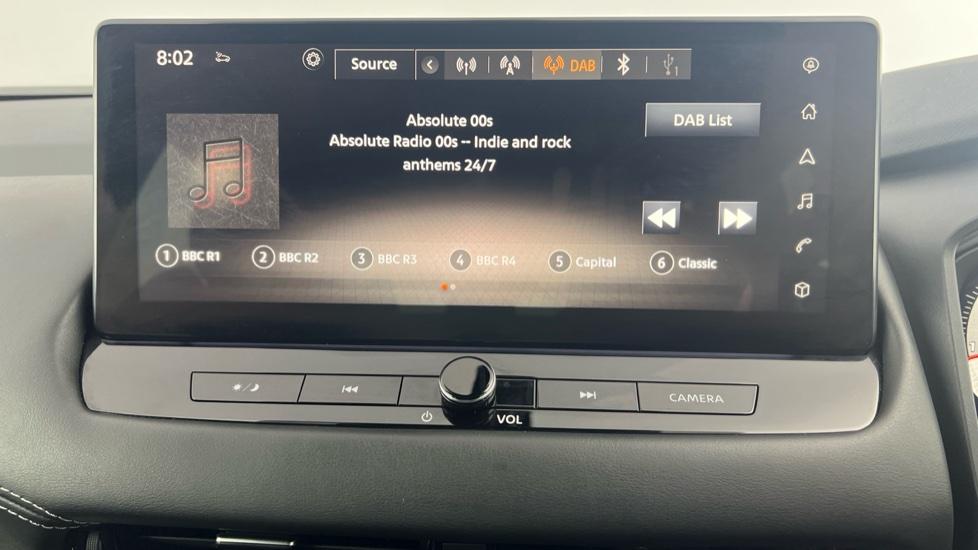 8:02
Source
DAB
1
Absolute 00s
Absolute Radio 00s -- Indie and rock
anthems 24/7
DAB List
1 BBC R1
2 BBC R2
3 BBC R3
4 BBC R4
5 Capital
6 Classic
CAMERA
VOL